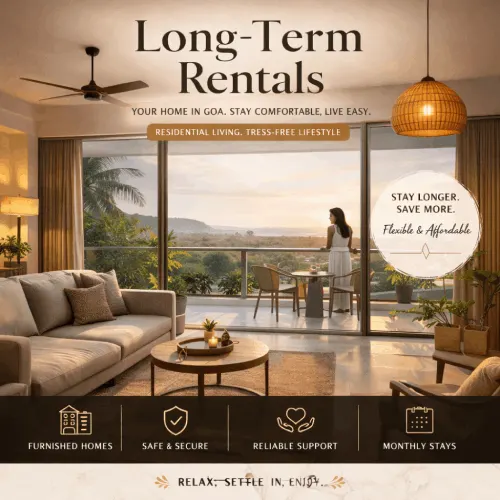 Long-Term
Rentals
YOUR HOME IN GOA. STAY COMFORTABLE, LIVE EASY.
RESIDENTIAL LIVING, TRESS-FREE LIFESTYLE
STAY LONGER.
SAVE MORE.
Flexible & Affordable
FURNISHED HOMES
SAFE & SECURE
RELIABLE SUPPORT
MONTHLY STAYS
RELAX, SETTLE IN, ENJOY...